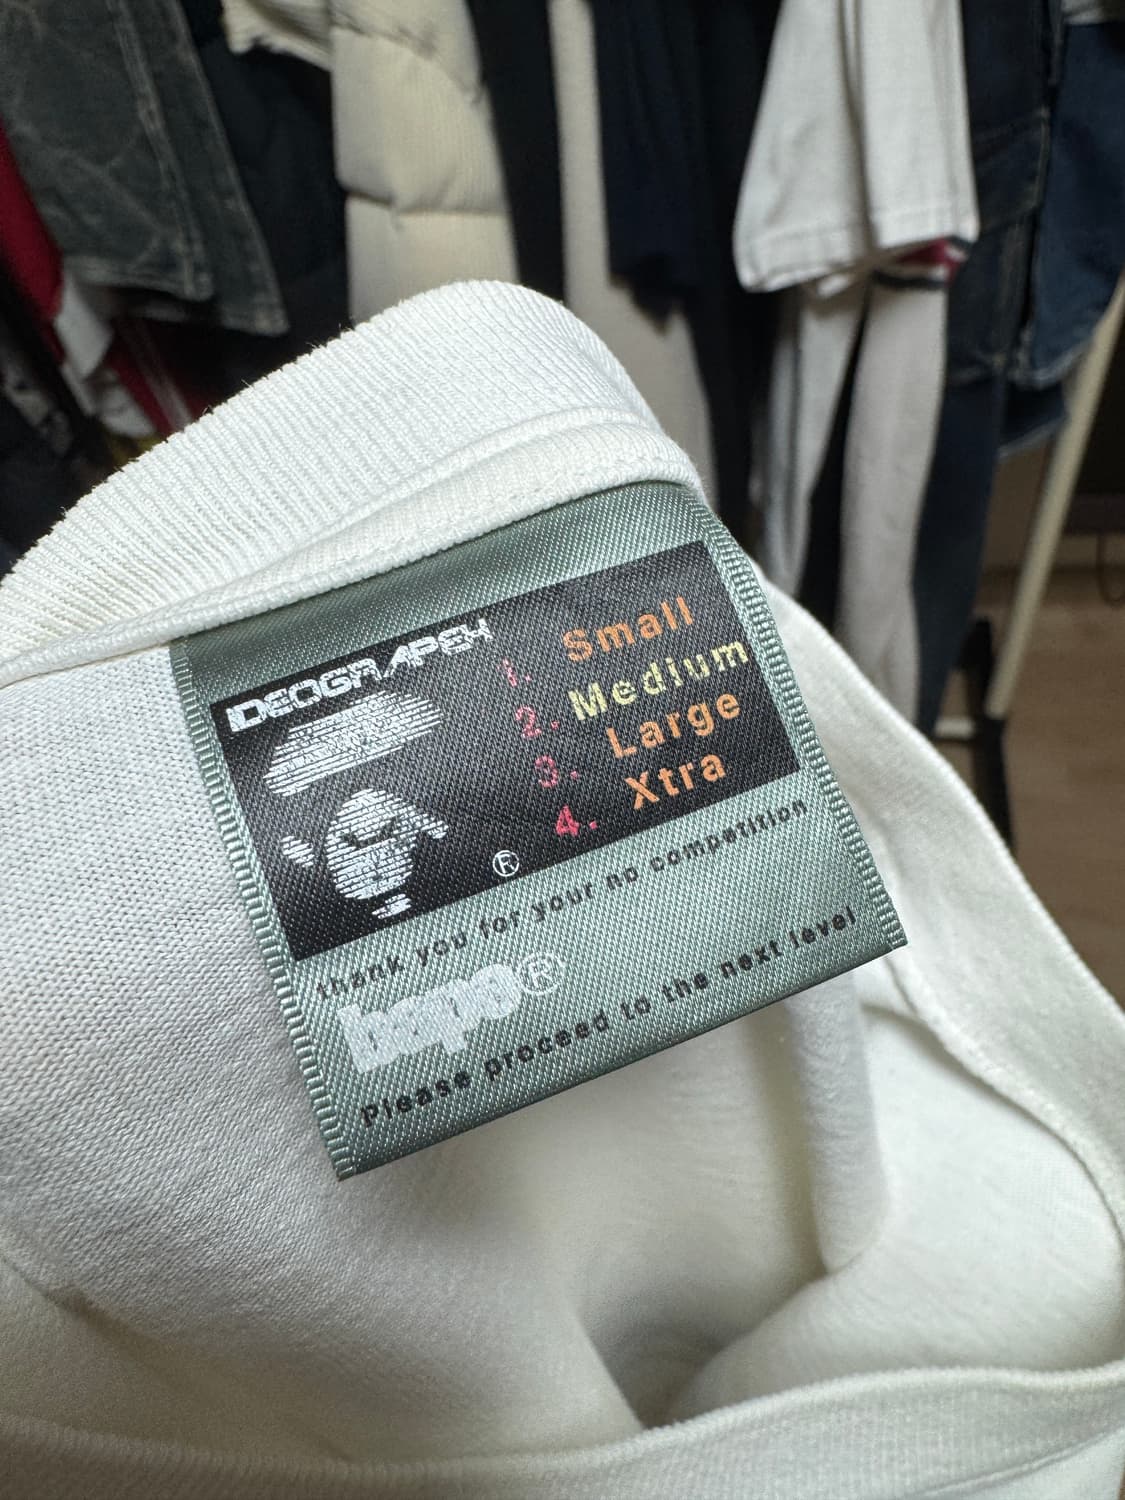 IDEOGRAPEX
1. Small
2. Medium
3. Large
4. Xtra
®
thank you for your no competition
bape®
Please proceed to the next level